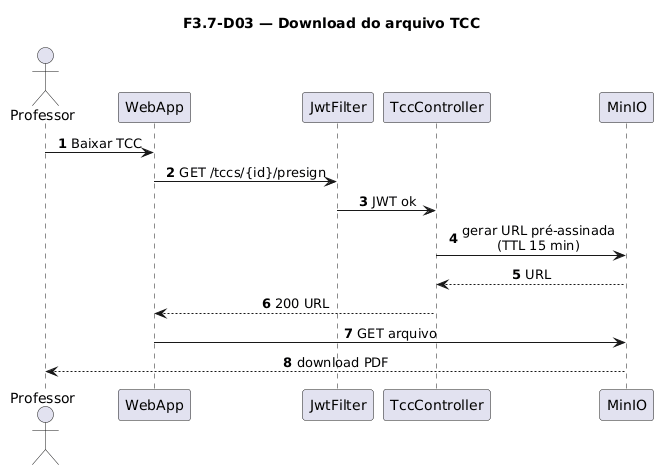 F3.7-D03 — Download do arquivo TCC
Professor
WebApp
JwtFilter
TccController
MinIO
1 Baixar TCC
2 GET /tccs/{id}/presign
3 JWT ok
4 gerar URL pré-assinada
(TTL 15 min)
5 URL
6 200 URL
7 GET arquivo
8 download PDF
Professor
WebApp
JwtFilter
TccController
MinIO